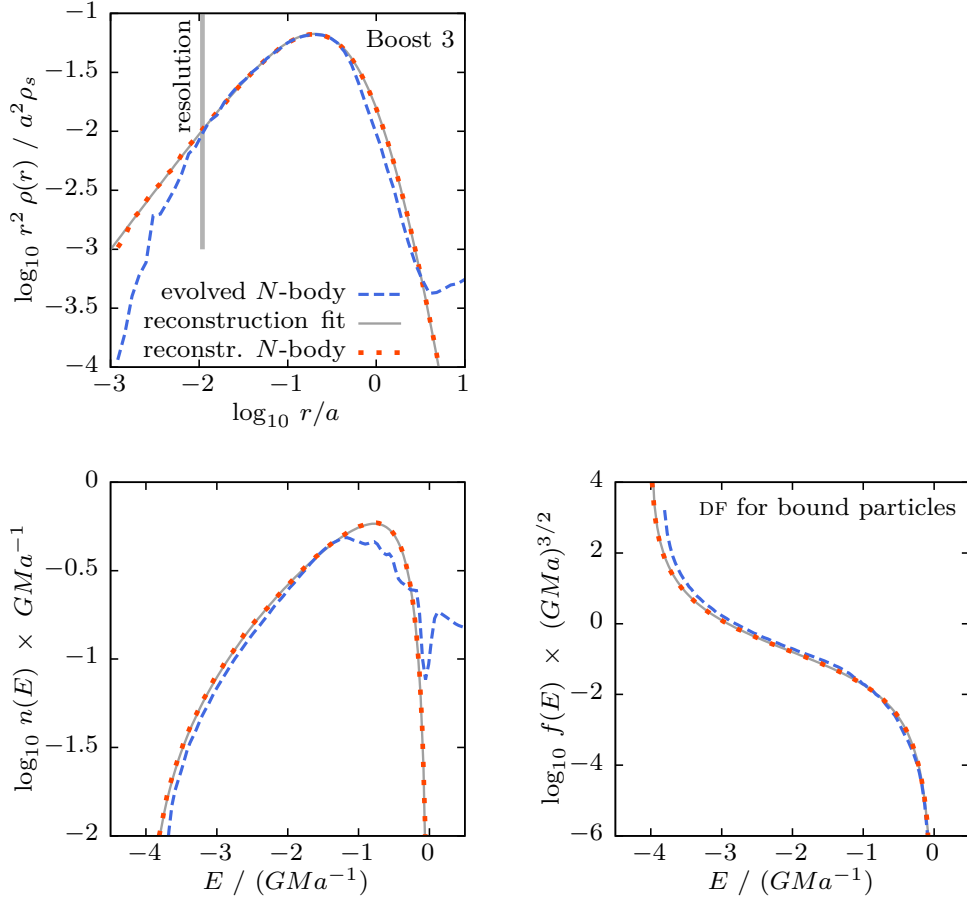 Boost 3
resolution
log₁₀ r² ρ(r) / a² ρₛ
−1
−1.5
−2
−2.5
−3
−3.5
−4
evolved N-body
reconstruction fit
reconstr. N-body
−3 −2 −1 0 1
log₁₀ r/a
log₁₀ n(E) × GMa⁻¹
0
−0.5
−1
−1.5
−2
−4 −3 −2 −1 0
E / (GMa⁻¹)
DF for bound particles
log₁₀ f(E) × (GMa)³ᐟ²
4
2
0
−2
−4
−6
−4 −3 −2 −1 0
E / (GMa⁻¹)